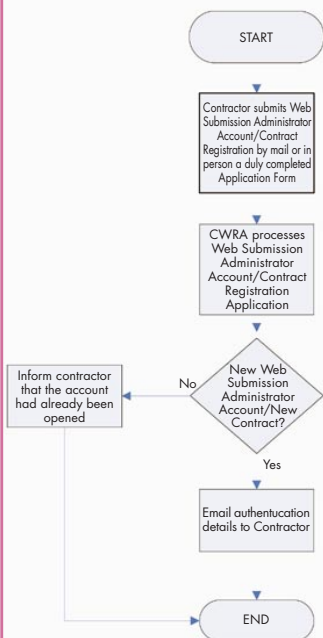 START
Contractor submits Web
Submission Administrator
Account/Contract
Registration by mail or in
person a duly completed
Application Form
CWRA processes
Web Submission
Administrator
Account/Contract
Registration
Application
New Web
Submission
Administrator
Account/New
Contract?
No
Inform contractor
that the account
had already been
opened
Yes
Email authentucation
details to Contractor
END